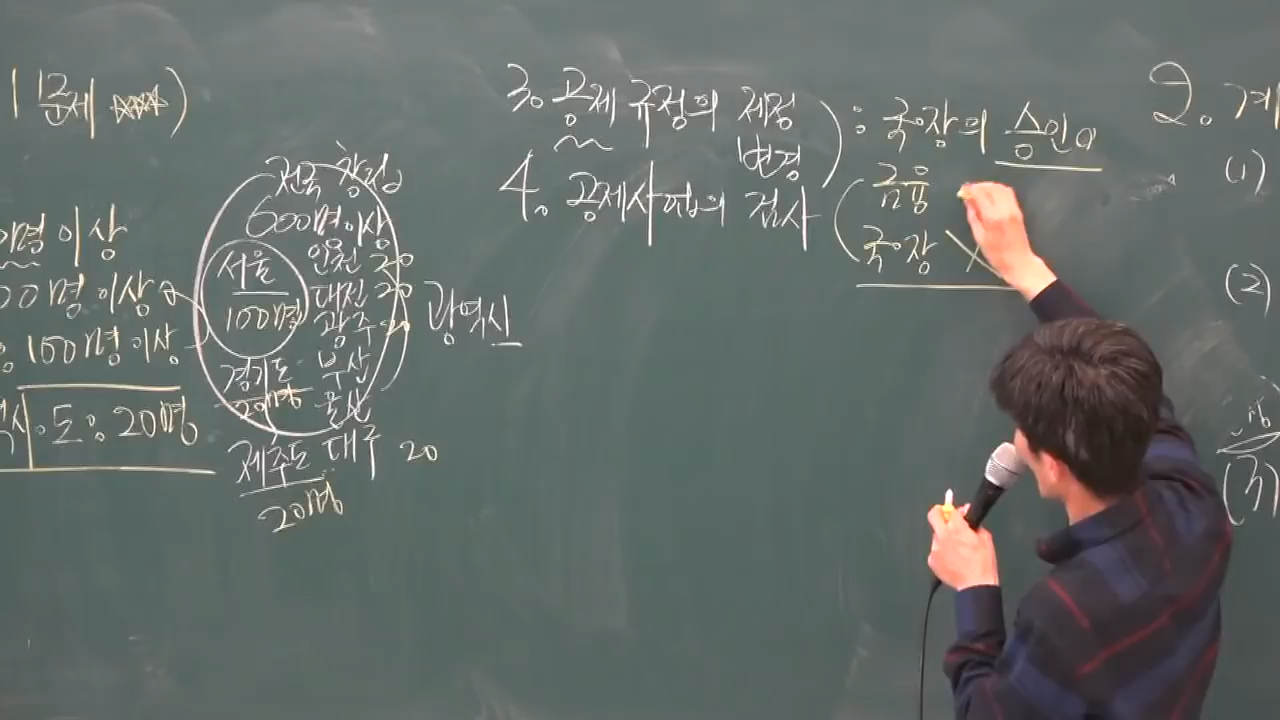 1문제
명이상
00명이상
100명이상
도: 20명
전국 창정
600명 이상
서울
100명
인천 20
대전 20
광주 20
부산
울산
대구 20
경기도
20명
제주도
20명
광역시
3. 공제규정의 제정
변경
: 국장의 승인
4. 공제사업의 검사
금융
국장 X
2. 계
(1)
(2)
(3)